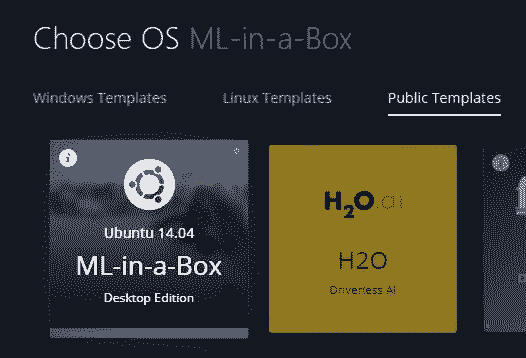 Choose OS ML-in-a-Box
Windows Templates Linux Templates Public Templates
i
Ubuntu 14.04
ML-in-a-Box
Desktop Edition
H2O.ai
H2O
Driverless AI